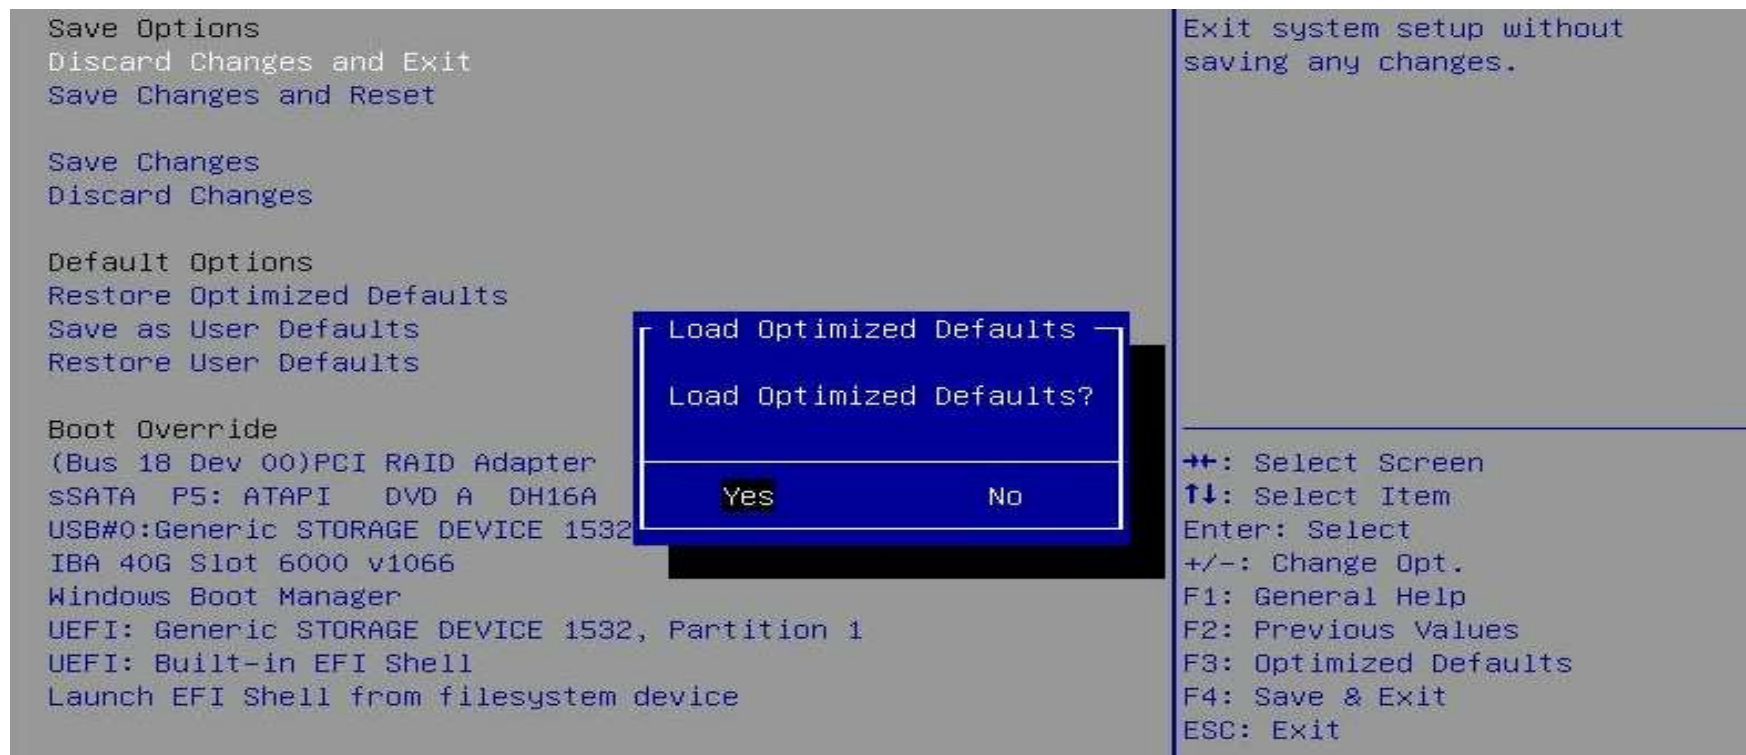 Save Options
Discard Changes and Exit
Save Changes and Reset
Save Changes
Discard Changes
Default Options
Restore Optimized Defaults
Save as User Defaults
Restore User Defaults
Boot Override
(Bus 18 Dev 00)PCI RAID Adapter
sSATA P5: ATAPI DVD A DH16A
USB#0:Generic STORAGE DEVICE 1532
IBA 40G Slot 6000 v1066
Windows Boot Manager
UEFI: Generic STORAGE DEVICE 1532, Partition 1
UEFI: Built-in EFI Shell
Launch EFI Shell from filesystem device
Load Optimized Defaults
Load Optimized Defaults?
Yes No
Exit system setup without
saving any changes.
→←: Select Screen
↑↓: Select Item
Enter: Select
+/-: Change Opt.
F1: General Help
F2: Previous Values
F3: Optimized Defaults
F4: Save & Exit
ESC: Exit